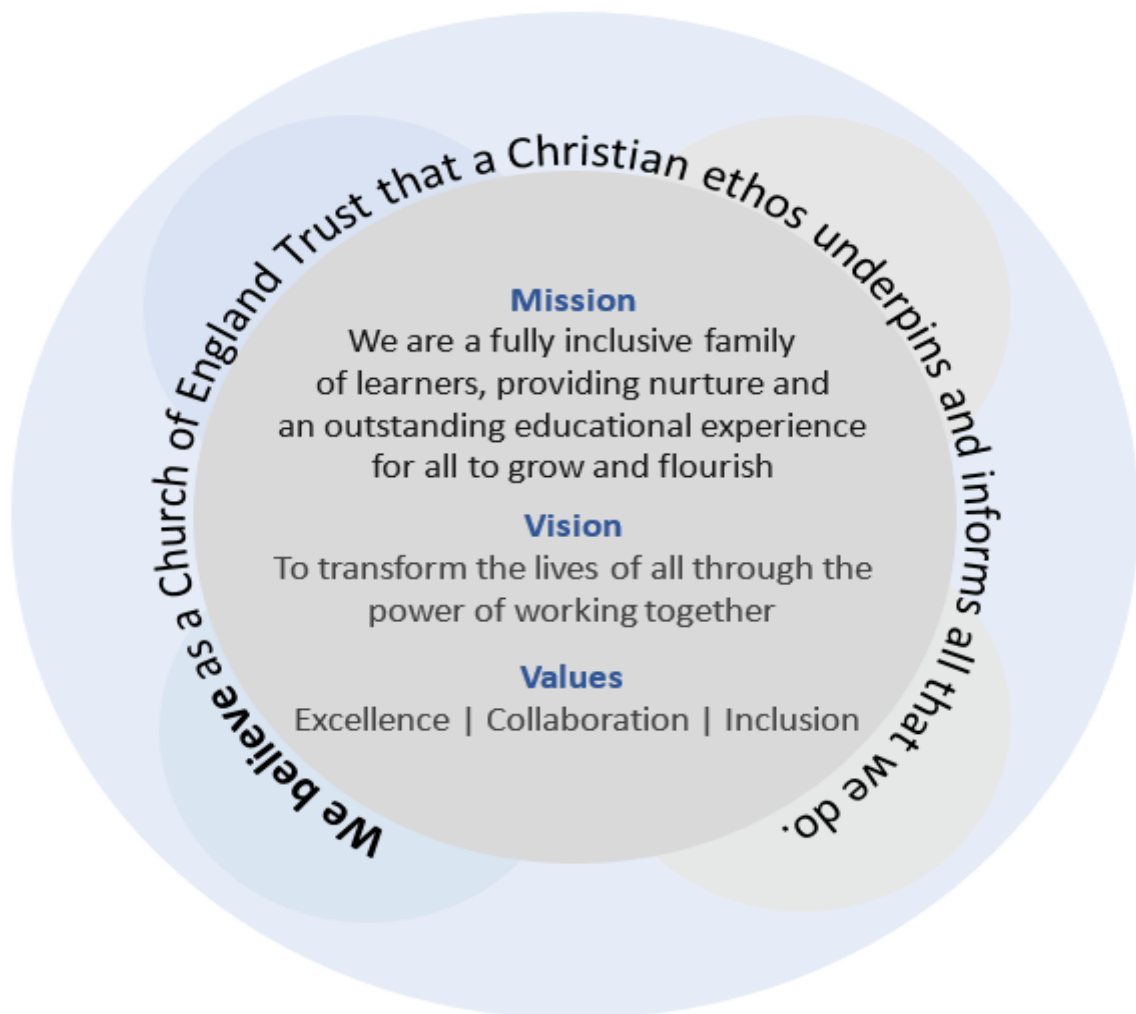 We believe as a Church of England Trust that a Christian ethos underpins and informs all that we do.
Mission
We are a fully inclusive family
of learners, providing nurture and
an outstanding educational experience
for all to grow and flourish
Vision
To transform the lives of all through the
power of working together
Values
Excellence | Collaboration | Inclusion